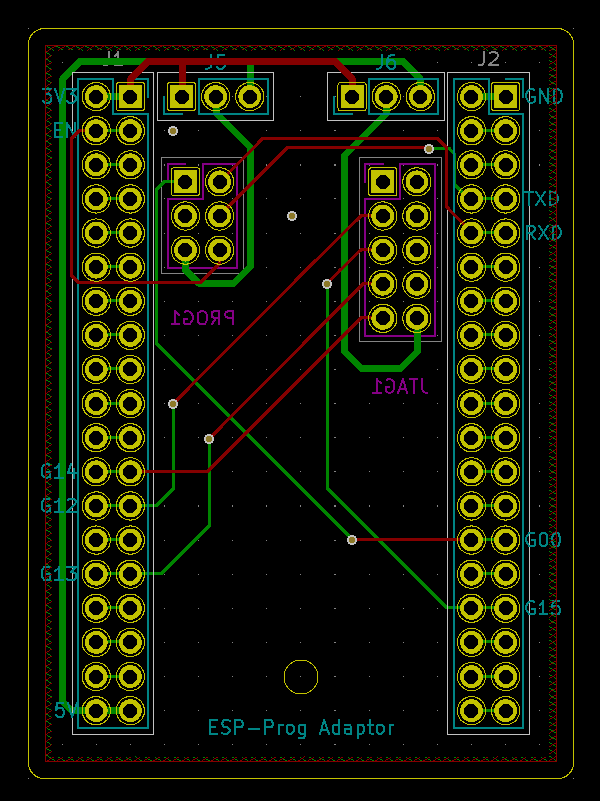 J1 J5 J6 J2
3V3 GND
EN
TXD
RXD
PROG1
JTAG1
G14
G12
G00
G13
G15
5V
ESP-Prog Adaptor